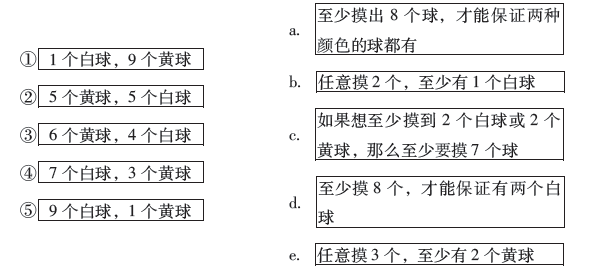 ① 1 个白球，9 个黄球
② 5 个黄球，5 个白球
③ 6 个黄球，4 个白球
④ 7 个白球，3 个黄球
⑤ 9 个白球，1 个黄球
a. 至少摸出 8 个球，才能保证两种
颜色的球都有
b. 任意摸 2 个，至少有 1 个白球
c. 如果想至少摸到 2 个白球或 2 个
黄球，那么至少要摸 7 个球
d. 至少摸 8 个，才能保证有两个白
球
e. 任意摸 3 个，至少有 2 个黄球